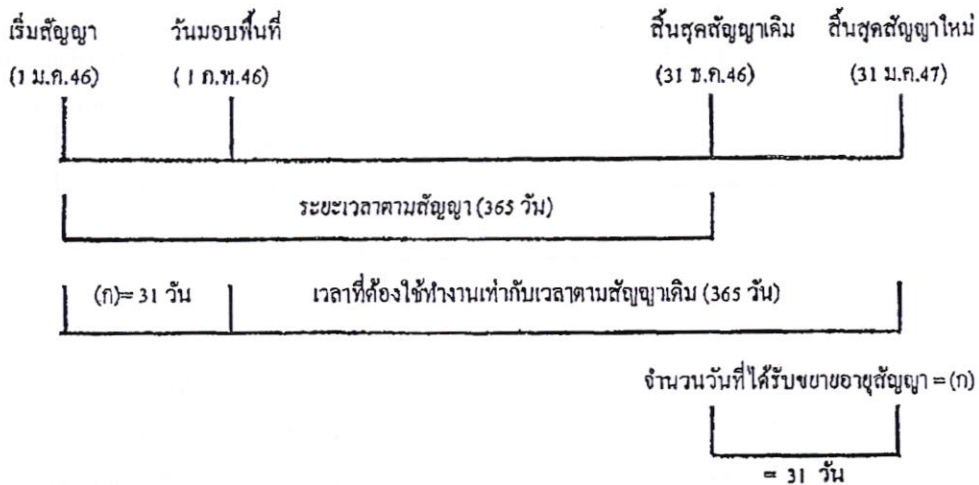 เริ่มสัญญา วันมอบพื้นที่ สิ้นสุดสัญญาเดิม สิ้นสุดสัญญาใหม่
(1 ม.ค.46) (1 ก.พ.46) (31 ธ.ค.46) (31 ม.ค.47)
ระยะเวลาตามสัญญา (365 วัน)
(ก)= 31 วัน เวลาที่ต้องใช้ทำงานเท่ากับเวลาตามสัญญาเดิม (365 วัน)
จำนวนวันที่ได้รับขยายอายุสัญญา = (ก)
= 31 วัน